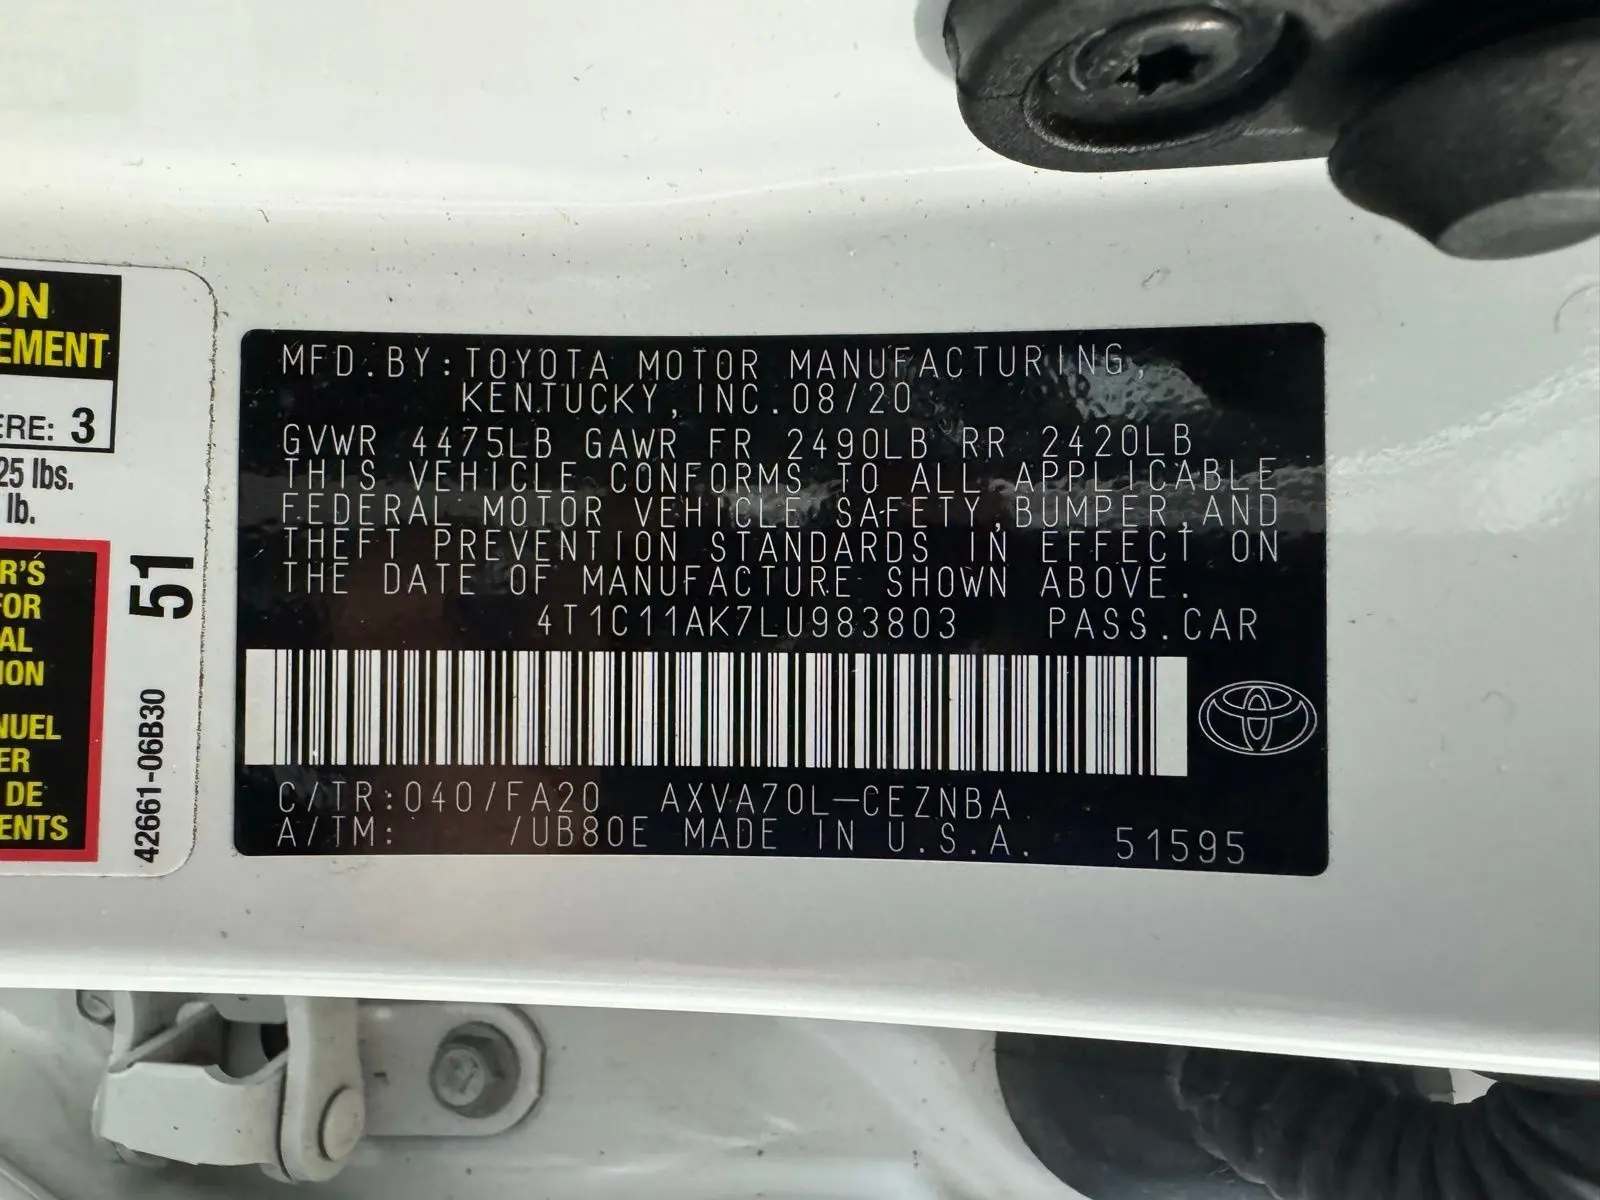 ON
EMENT
ERE: 3
25 lbs.
lb.
R'S
FOR
AL
ION
NUEL
ER
DE
ENTS
51
42661-06B30
MFD.BY:TOYOTA MOTOR MANUFACTURING,
KENTUCKY,INC.08/20
GVWR 4475LB GAWR FR 2490LB RR 2420LB
THIS VEHICLE CONFORMS TO ALL APPLICABLE
FEDERAL MOTOR VEHICLE SAFETY,BUMPER,AND
THEFT PREVENTION STANDARDS IN EFFECT ON
THE DATE OF MANUFACTURE SHOWN ABOVE.
4T1C11AK7LU983803 PASS.CAR
C/TR:040/FA20 AXVA70L-CEZNBA
A/TM: /UB80E MADE IN U.S.A. 51595